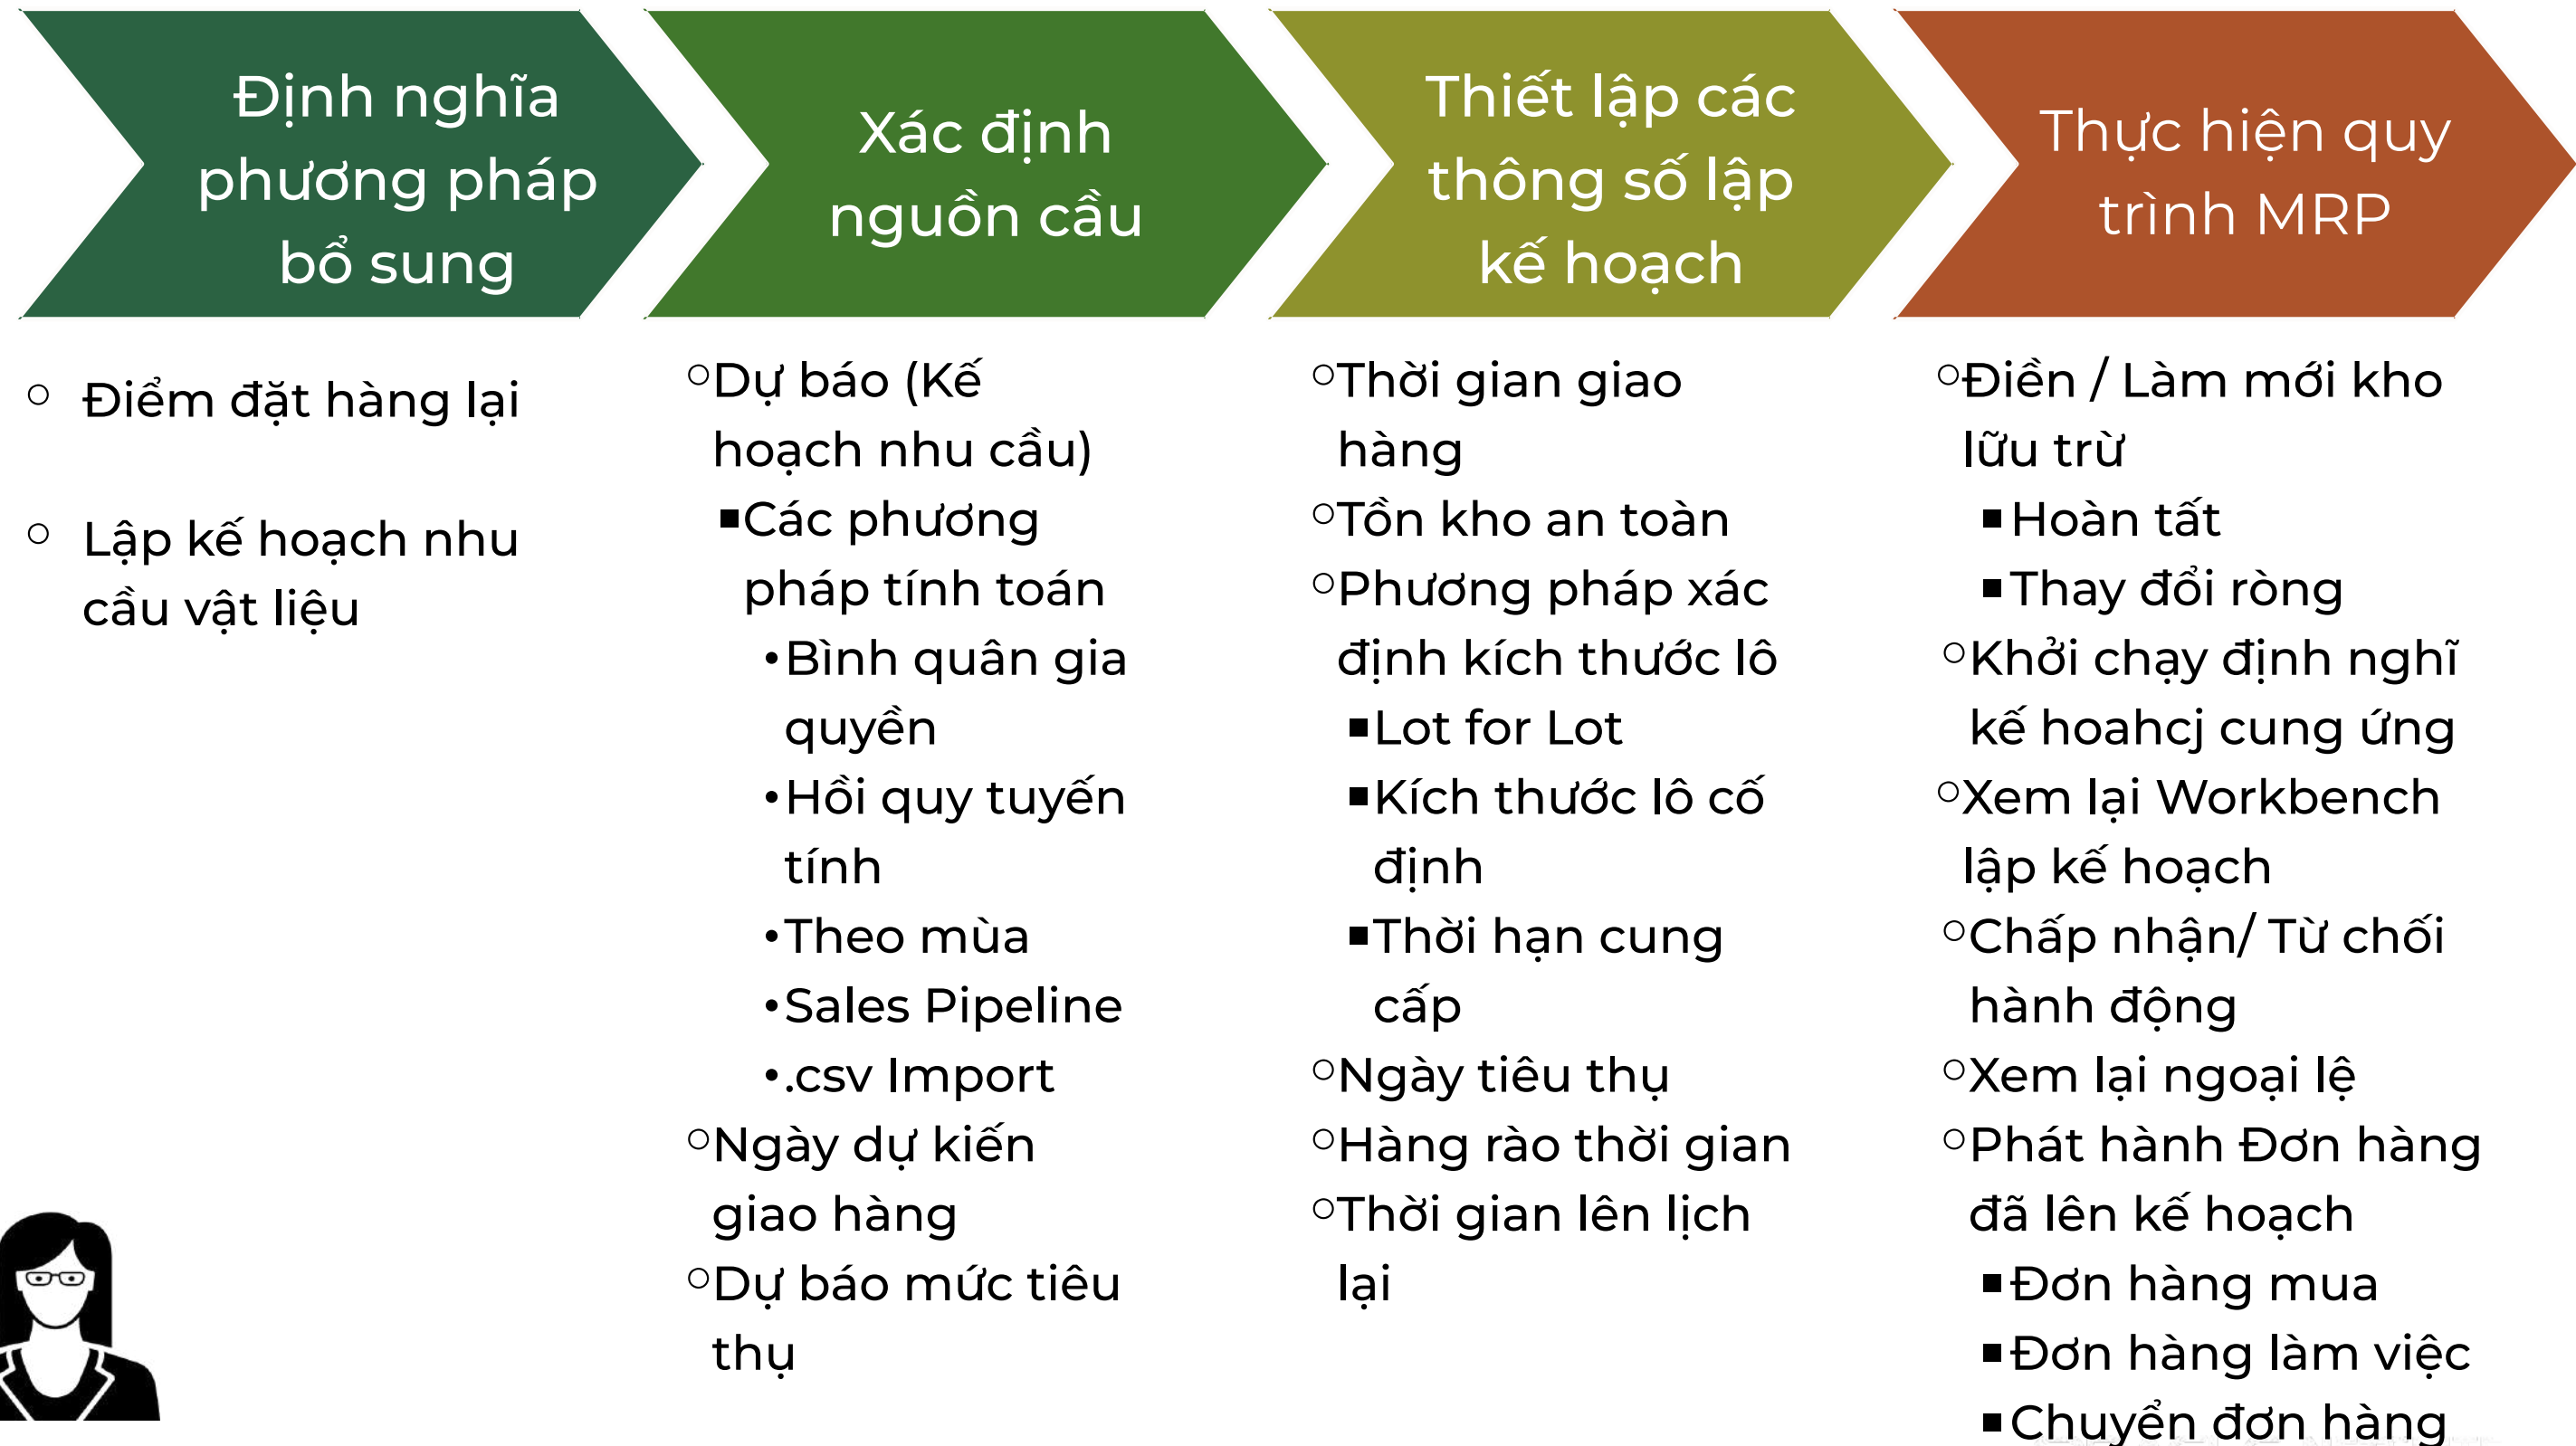 Định nghĩa
phương pháp
bổ sung
Xác định
nguồn cầu
Thiết lập các
thông số lập
kế hoạch
Thực hiện quy
trình MRP
○ Điểm đặt hàng lại
○ Lập kế hoạch nhu
cầu vật liệu
○Dự báo (Kế
hoạch nhu cầu)
▪Các phương
pháp tính toán
•Bình quân gia
quyền
•Hồi quy tuyến
tính
•Theo mùa
•Sales Pipeline
•.csv Import
○Ngày dự kiến
giao hàng
○Dự báo mức tiêu
thụ
○Thời gian giao
hàng
○Tồn kho an toàn
○Phương pháp xác
định kích thước lô
▪Lot for Lot
▪Kích thước lô cố
định
▪Thời hạn cung
cấp
○Ngày tiêu thụ
○Hàng rào thời gian
○Thời gian lên lịch
lại
○Điền / Làm mới kho
lữu trừ
▪Hoàn tất
▪Thay đổi ròng
○Khởi chạy định nghĩ
kế hoahcj cung ứng
○Xem lại Workbench
lập kế hoạch
○Chấp nhận/ Từ chối
hành động
○Xem lại ngoại lệ
○Phát hành Đơn hàng
đã lên kế hoạch
▪Đơn hàng mua
▪Đơn hàng làm việc
▪Chuyển đơn hàng